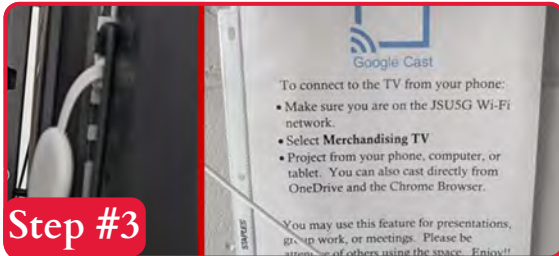 Google Cast
To connect to the TV from your phone:
• Make sure you are on the JSU5G Wi-Fi
network.
• Select Merchandising TV
• Project from your phone, computer, or
tablet. You can also cast directly from
OneDrive and the Chrome Browser.
You may use this feature for presentations,
work, or meetings. Please be
of others using the space. Enjoy!!
STAPLES
Step #3